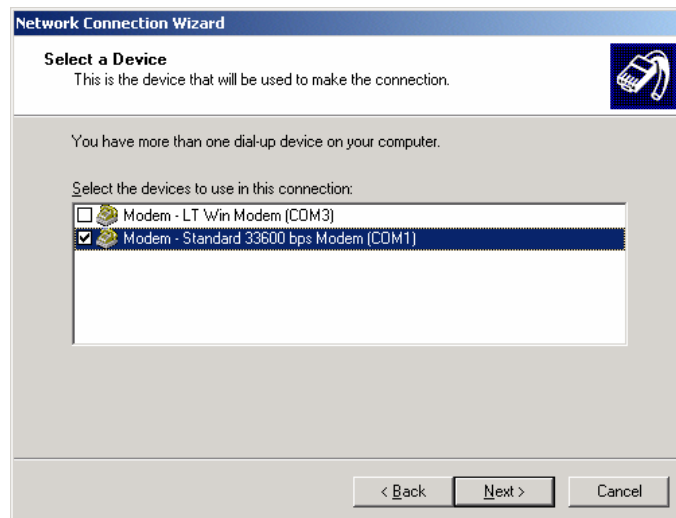 Network Connection Wizard
Select a Device
This is the device that will be used to make the connection.
You have more than one dial-up device on your computer.
Select the devices to use in this connection:
Modem - LT Win Modem (COM3)
Modem - Standard 33600 bps Modem (COM1)
< Back
Next >
Cancel